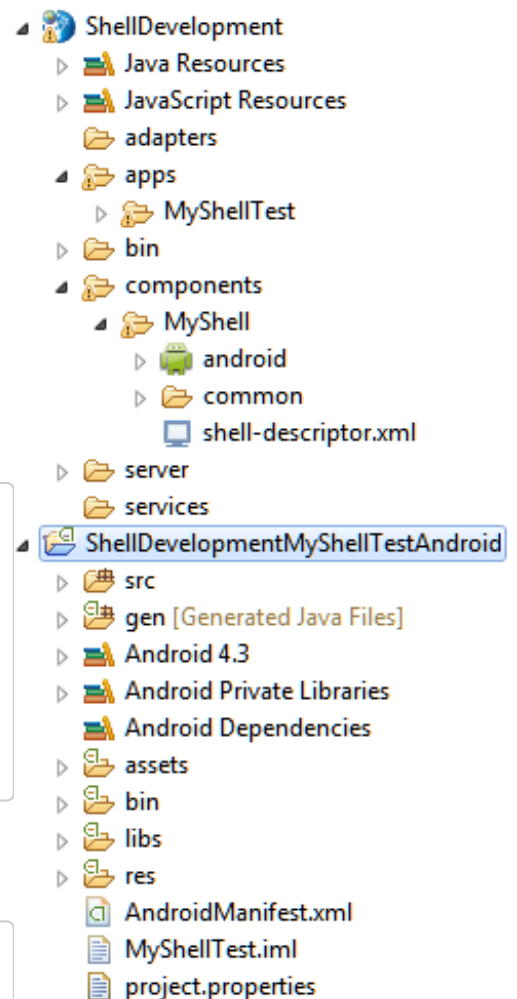 ShellDevelopment
Java Resources
JavaScript Resources
adapters
apps
MyShellTest
bin
components
MyShell
android
common
shell-descriptor.xml
server
services
ShellDevelopmentMyShellTestAndroid
src
gen [Generated Java Files]
Android 4.3
Android Private Libraries
Android Dependencies
assets
bin
libs
res
AndroidManifest.xml
MyShellTest.iml
project.properties